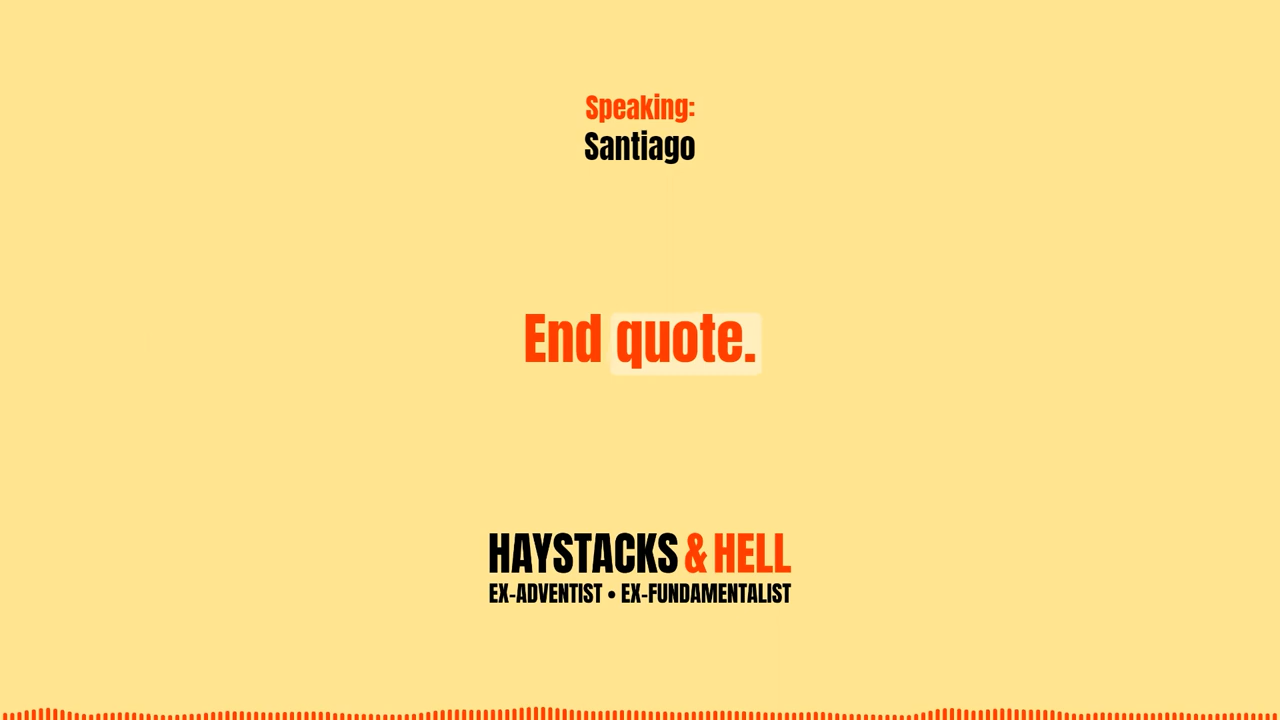 Speaking:
Santiago
End quote.
HAYSTACKS & HELL
EX-ADVENTIST • EX-FUNDAMENTALIST